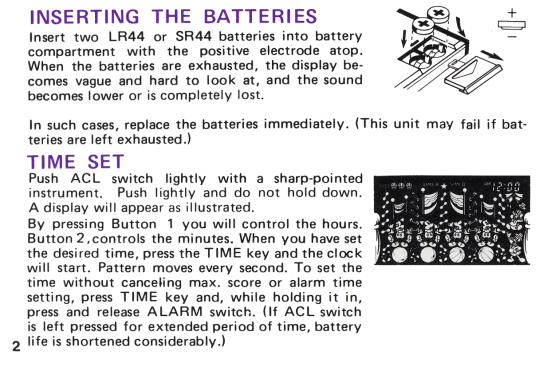 INSERTING THE BATTERIES
Insert two LR44 or SR44 batteries into battery
compartment with the positive electrode atop.
When the batteries are exhausted, the display be-
comes vague and hard to look at, and the sound
becomes lower or is completely lost.
+
−
In such cases, replace the batteries immediately. (This unit may fail if bat-
teries are left exhausted.)
TIME SET
Push ACL switch lightly with a sharp-pointed
instrument. Push lightly and do not hold down.
A display will appear as illustrated.
By pressing Button 1 you will control the hours.
Button 2, controls the minutes. When you have set
the desired time, press the TIME key and the clock
will start. Pattern moves every second. To set the
time without canceling max. score or alarm time
setting, press TIME key and, while holding it in,
press and release ALARM switch. (If ACL switch
is left pressed for extended period of time, battery
life is shortened considerably.)
12:00
2